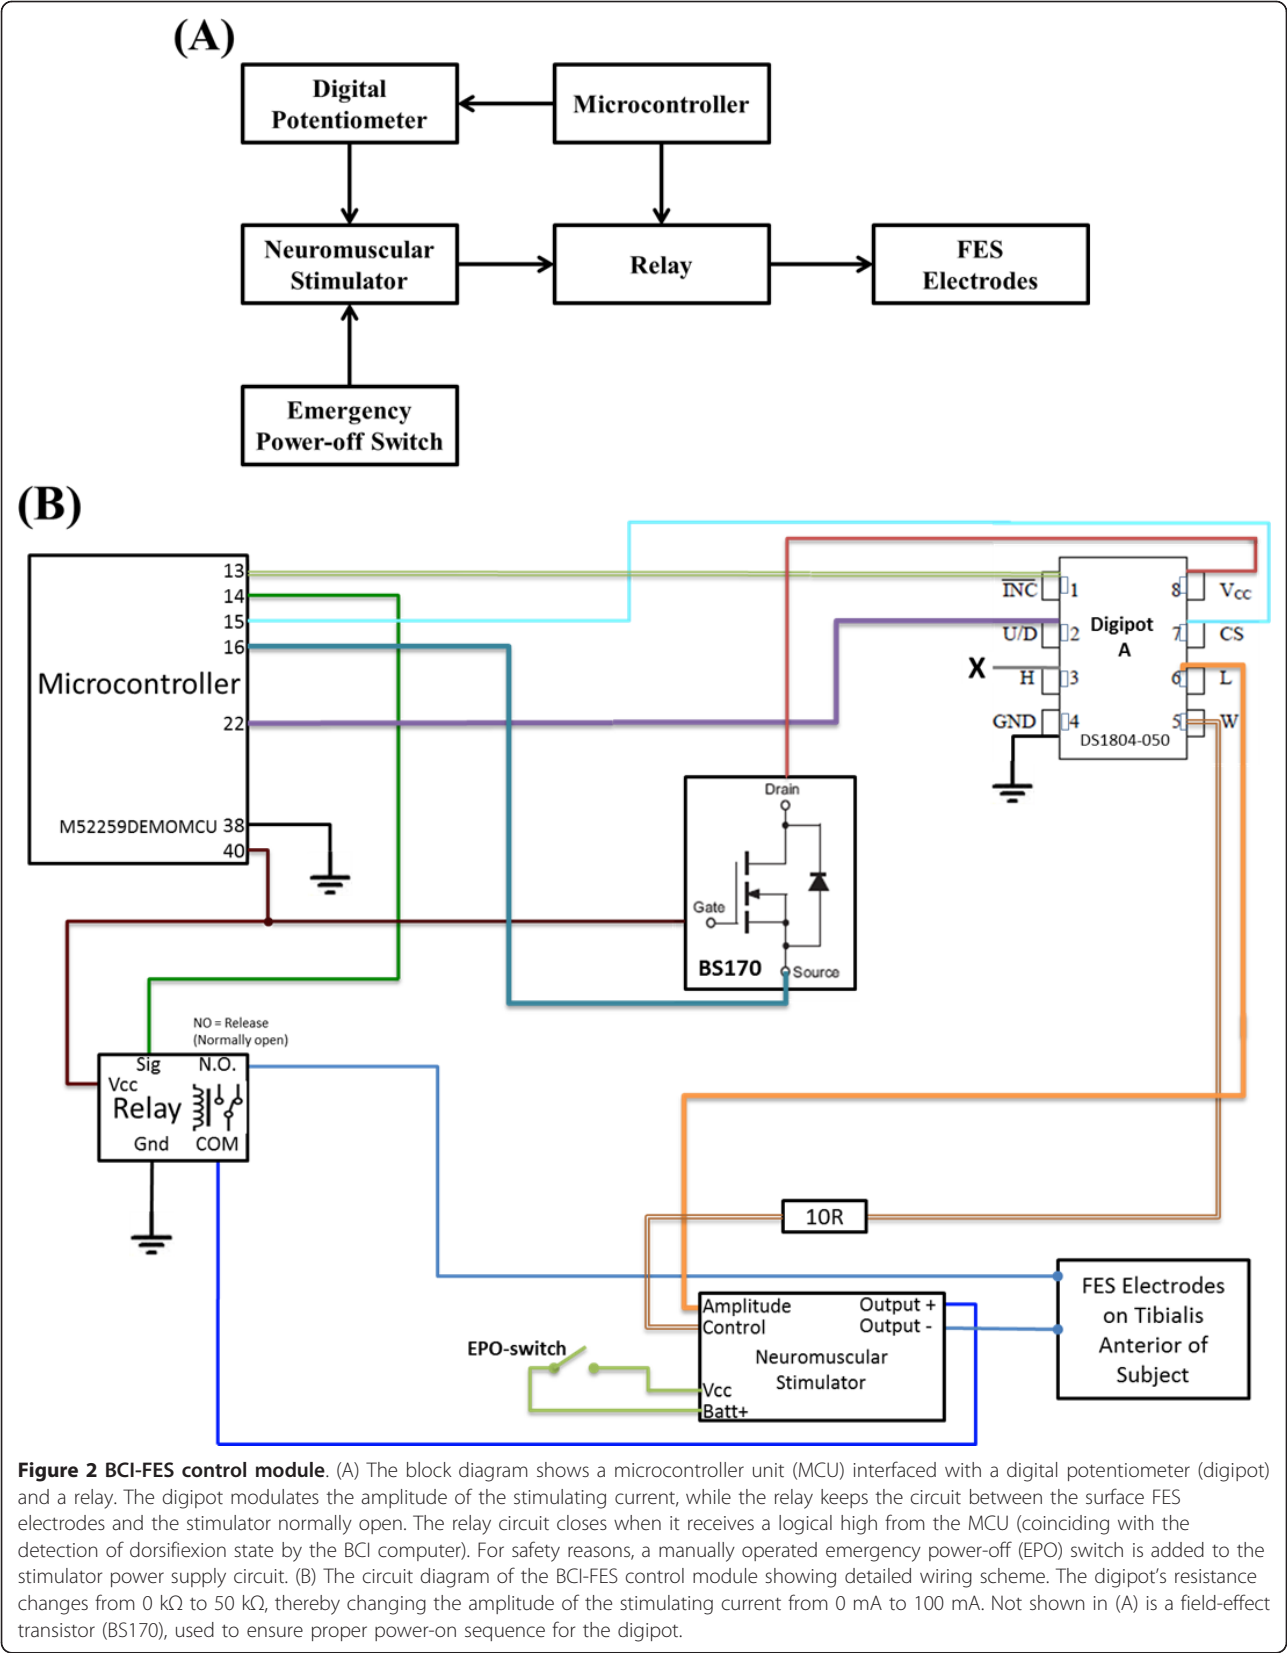 (A)
Digital
Potentiometer
Microcontroller
Neuromuscular
Stimulator
Relay
FES
Electrodes
Emergency
Power-off Switch
(B)
Microcontroller
13
14
15
16
22
M52259DEMOMCU 38
40
INC
U/D
H
GND
X
1
2
3
4
Digipot
A
DS1804-050
8
7
6
5
VCC
CS
L
W
Drain
Gate
BS170
Source
NO = Release
(Normally open)
Sig
N.O.
Vcc
Relay
Gnd
COM
10R
Amplitude
Control
Output +
Output -
Neuromuscular
Stimulator
Vcc
Batt+
EPO-switch
FES Electrodes
on Tibialis
Anterior of
Subject
Figure 2 BCI-FES control module. (A) The block diagram shows a microcontroller unit (MCU) interfaced with a digital potentiometer (digipot)
and a relay. The digipot modulates the amplitude of the stimulating current, while the relay keeps the circuit between the surface FES
electrodes and the stimulator normally open. The relay circuit closes when it receives a logical high from the MCU (coinciding with the
detection of dorsifiexion state by the BCI computer). For safety reasons, a manually operated emergency power-off (EPO) switch is added to the
stimulator power supply circuit. (B) The circuit diagram of the BCI-FES control module showing detailed wiring scheme. The digipot's resistance
changes from 0 kΩ to 50 kΩ, thereby changing the amplitude of the stimulating current from 0 mA to 100 mA. Not shown in (A) is a field-effect
transistor (BS170), used to ensure proper power-on sequence for the digipot.